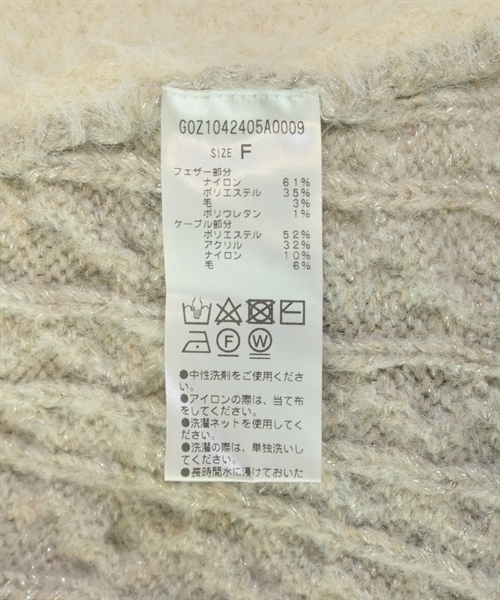 G0Z1042405A0009
SIZE F
フェザー部分
ナイロン 61%
ポリエステル 35%
毛 3%
ポリウレタン 1%
ケーブル部分
ポリエステル 52%
アクリル 32%
ナイロン 10%
毛 6%
F W
●中性洗剤をご使用くださ
い。
●アイロンの際は、当て布
をしてください。
●洗濯ネットを使用してく
ださい。
●洗濯の際は、単独洗いし
てください。
●長時間水に浸けておいた